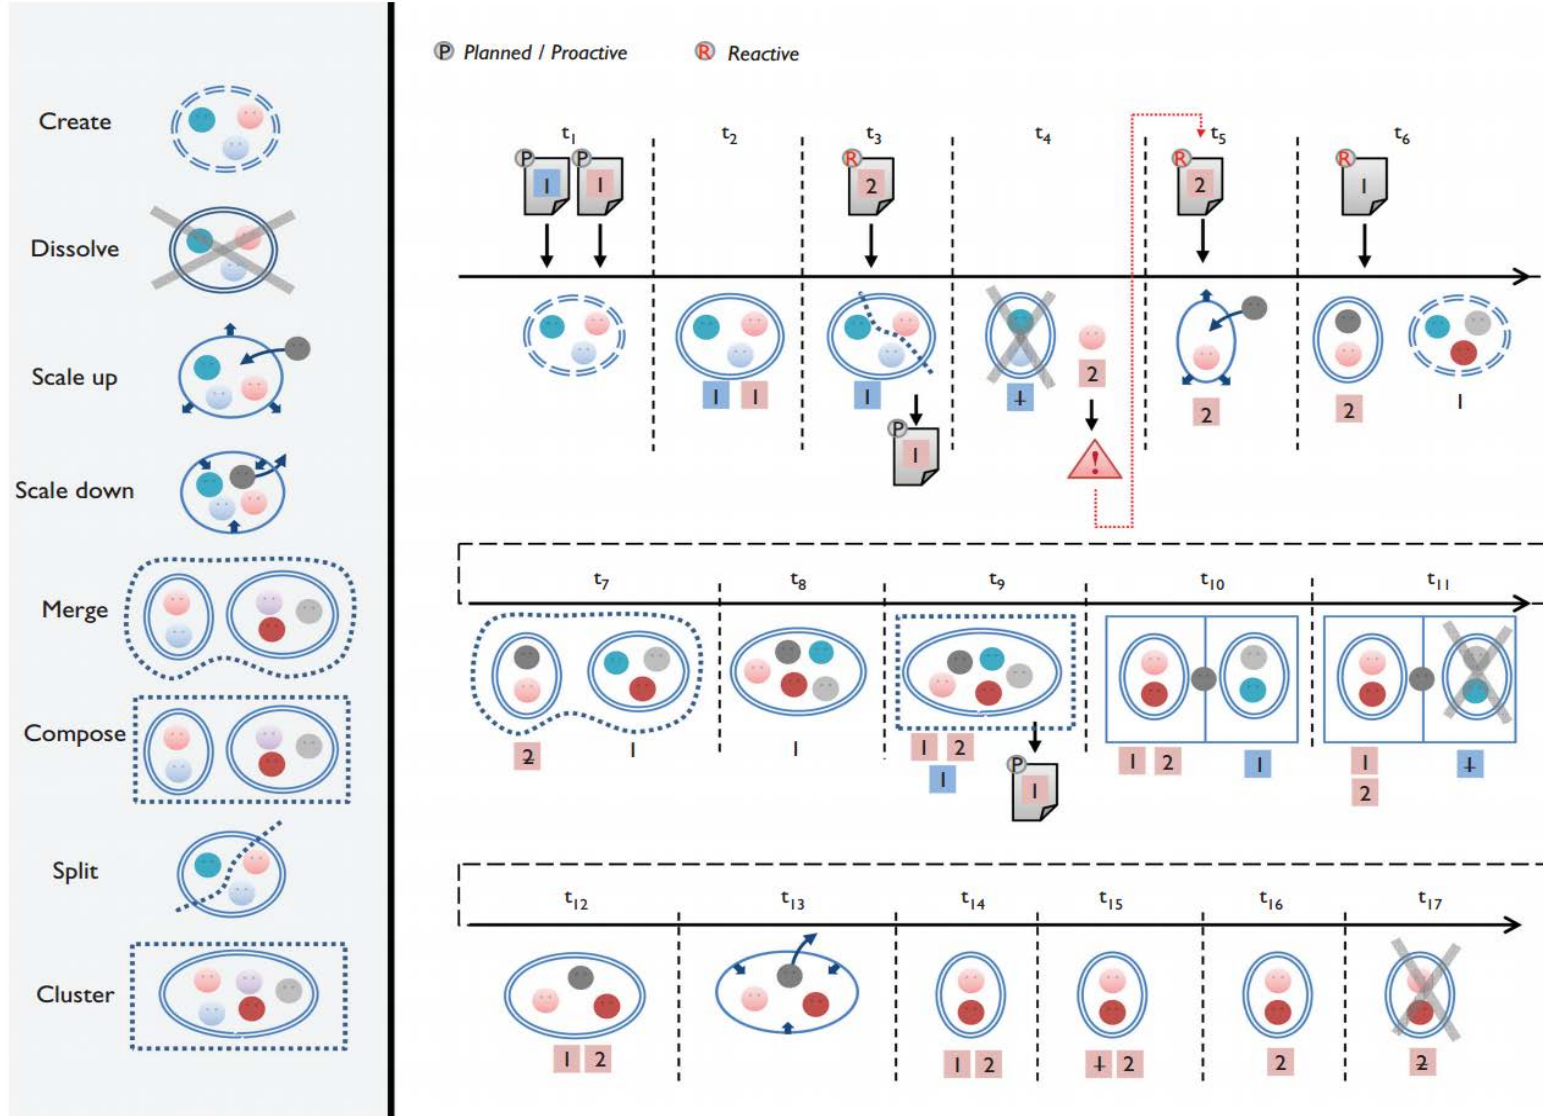 Create
Dissolve
Scale up
Scale down
Merge
Compose
Split
Cluster
P Planned / Proactive R Reactive
t1 t2 t3 t4 t5 t6
P P R R R
1 1 2 2 1
1 1 1 1 2 2 2 1
P
1
!
t7 t8 t9 t10 t11
2 1 1 1 2 1 2 1 1 1
1 2
P
1
t12 t13 t14 t15 t16 t17
1 2 1 2 1 2 2 2